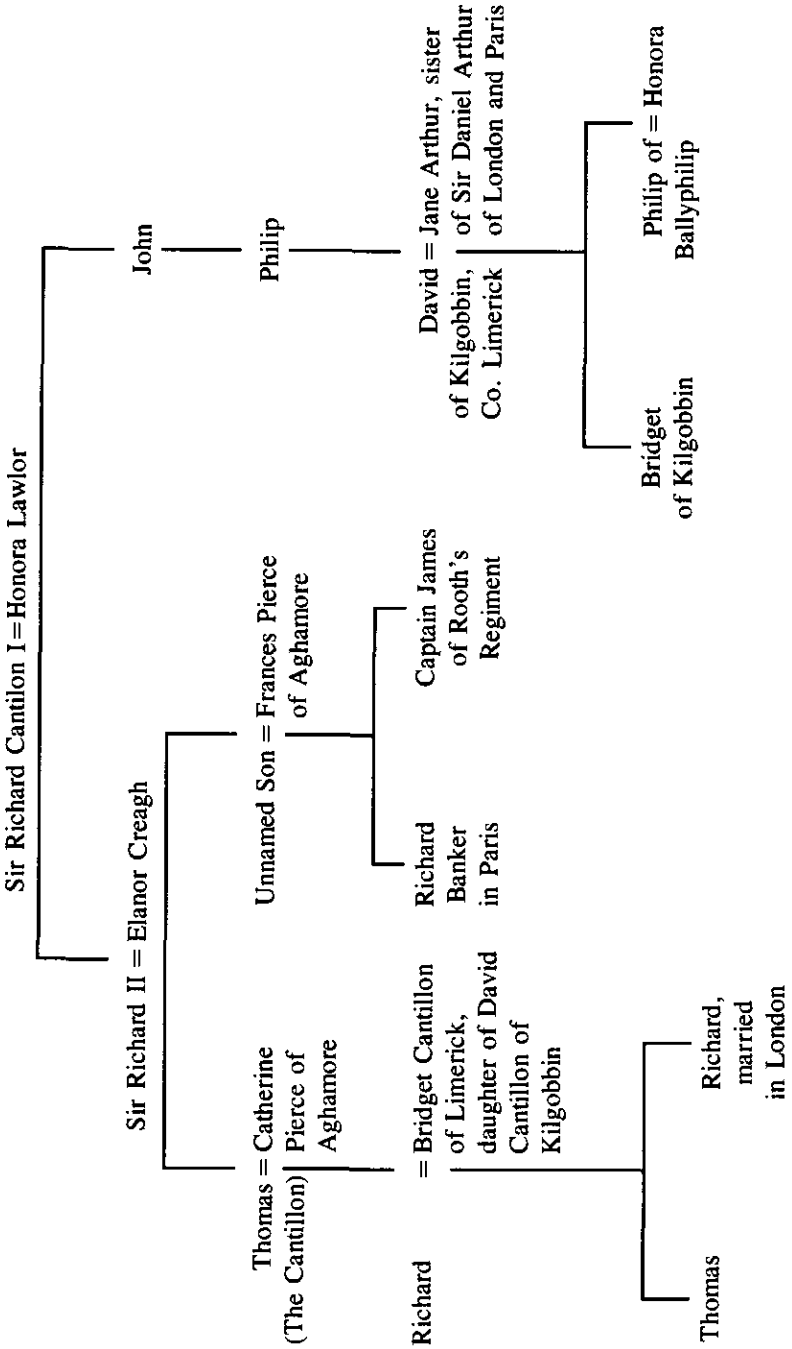 Sir Richard Cantilon I = Honora Lawlor
Sir Richard II = Elanor Creagh
John
Thomas = Catherine
(The Cantillon) Pierce of
Aghamore
Unnamed Son = Frances Pierce
of Aghamore
Philip
Richard
= Bridget Cantillon
of Limerick,
daughter of David
Cantillon of
Kilgobbin
Richard
Banker
in Paris
Captain James
of Rooth's
Regiment
David = Jane Arthur, sister
of Kilgobbin, of Sir Daniel Arthur
Co. Limerick of London and Paris
Thomas
Richard,
married
in London
Bridget
of Kilgobbin
Philip of = Honora
Ballyphilip